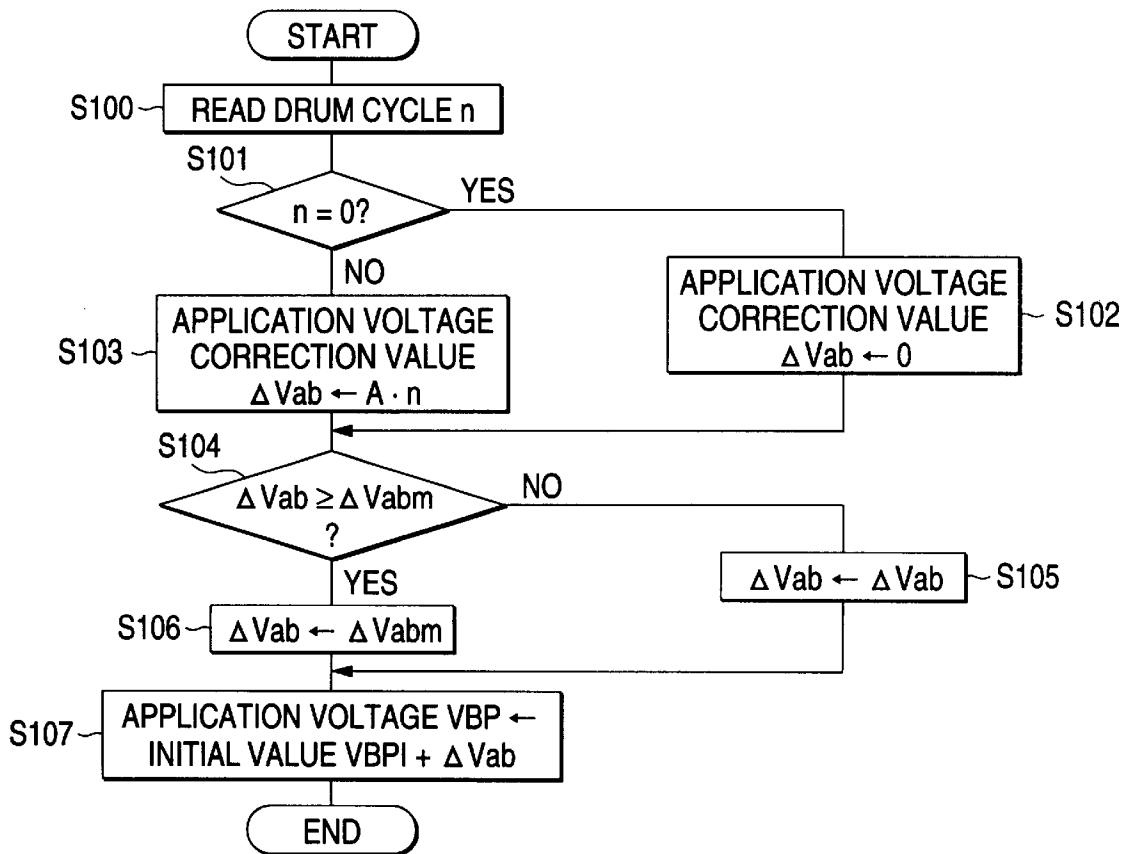 START
S100
READ DRUM CYCLE n
S101
n = 0?
YES
NO
APPLICATION VOLTAGE
CORRECTION VALUE
ΔVab ← 0
S102
S103
APPLICATION VOLTAGE
CORRECTION VALUE
ΔVab ← A · n
S104
ΔVab ≥ ΔVabm
?
NO
YES
ΔVab ← ΔVab
S105
S106
ΔVab ← ΔVabm
S107
APPLICATION VOLTAGE VBP ←
INITIAL VALUE VBPI + ΔVab
END